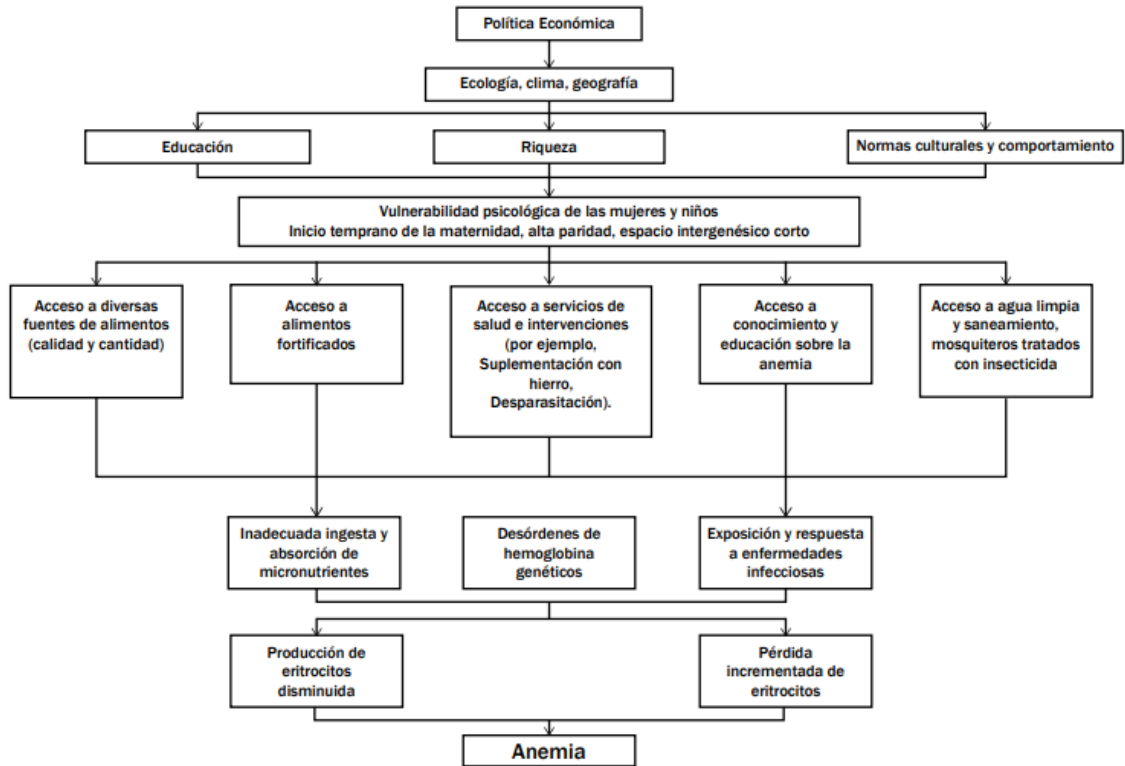 Política Económica
Ecología, clima, geografía
Educación
Riqueza
Normas culturales y comportamiento
Vulnerabilidad psicológica de las mujeres y niños
Inicio temprano de la maternidad, alta paridad, espacio intergenésico corto
Acceso a diversas
fuentes de alimentos
(calidad y cantidad)
Acceso a
alimentos
fortificados
Acceso a servicios de
salud e intervenciones
(por ejemplo,
Suplementación con
hierro,
Desparasitación).
Acceso a
conocimiento y
educación sobre la
anemia
Acceso a agua limpia
y saneamiento,
mosquiteros tratados
con insecticida
Inadecuada ingesta y
absorción de
micronutrientes
Desórdenes de
hemoglobina
genéticos
Exposición y respuesta
a enfermedades
infecciosas
Producción de
eritrocitos
disminuida
Pérdida
incrementada de
eritrocitos
Anemia